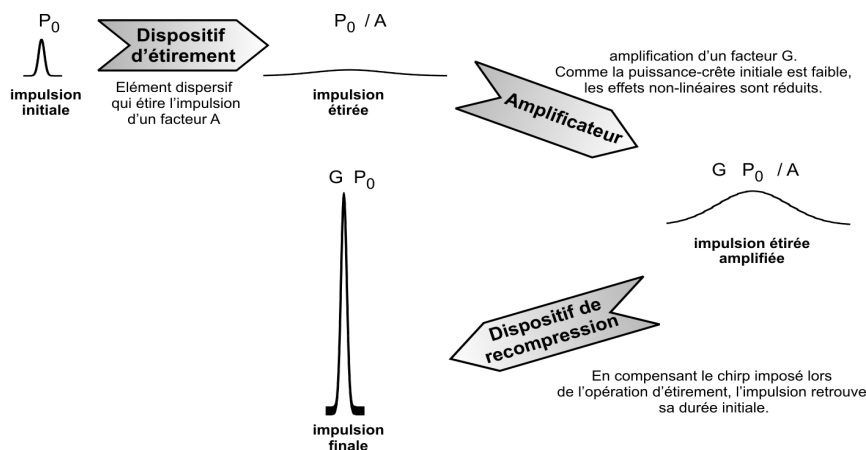 P0
Dispositif
d’étirement
P0 / A
impulsion
initiale
Elément dispersif
qui étire l’impulsion
d’un facteur A
impulsion
étirée
amplification d’un facteur G.
Comme la puissance-crête initiale est faible,
les effets non-linéaires sont réduits.
Amplificateur
G P0 / A
impulsion étirée
amplifiée
G P0
Dispositif de
recompression
En compensant le chirp imposé lors
de l’opération d’étirement, l’impulsion retrouve
sa durée initiale.
impulsion
finale